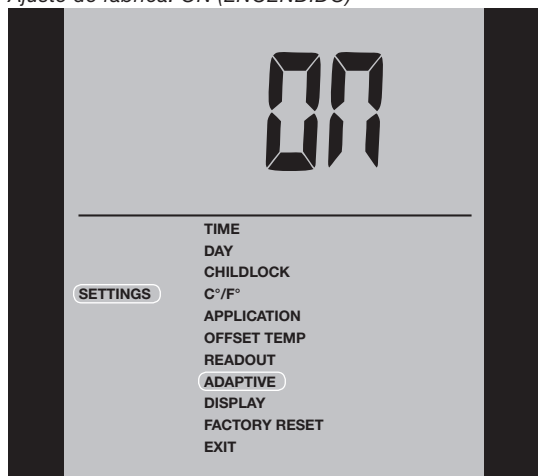 Ajuste de fábrica: ON (ENCENDIDO)
ON
TIME
DAY
CHILDLOCK
SETTINGS C°/F°
APPLICATION
OFFSET TEMP
READOUT
ADAPTIVE
DISPLAY
FACTORY RESET
EXIT